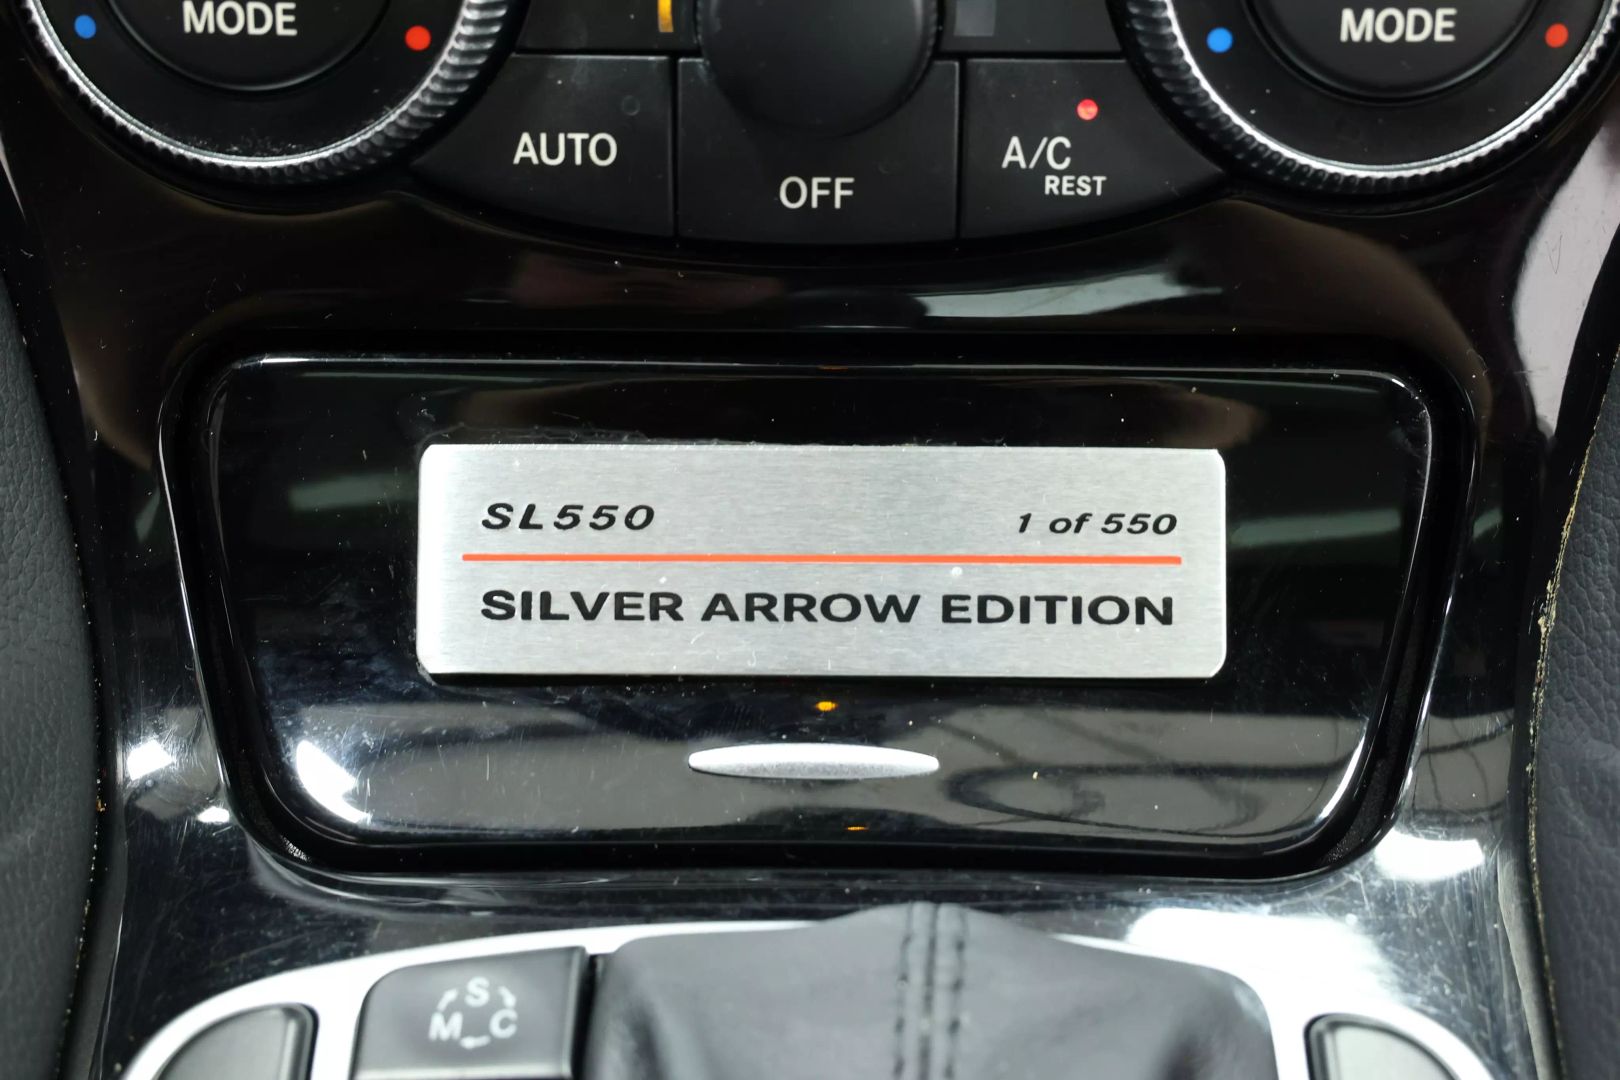 MODE
MODE
AUTO
OFF
A/C
REST
SL550
1 of 550
SILVER ARROW EDITION
S
M C